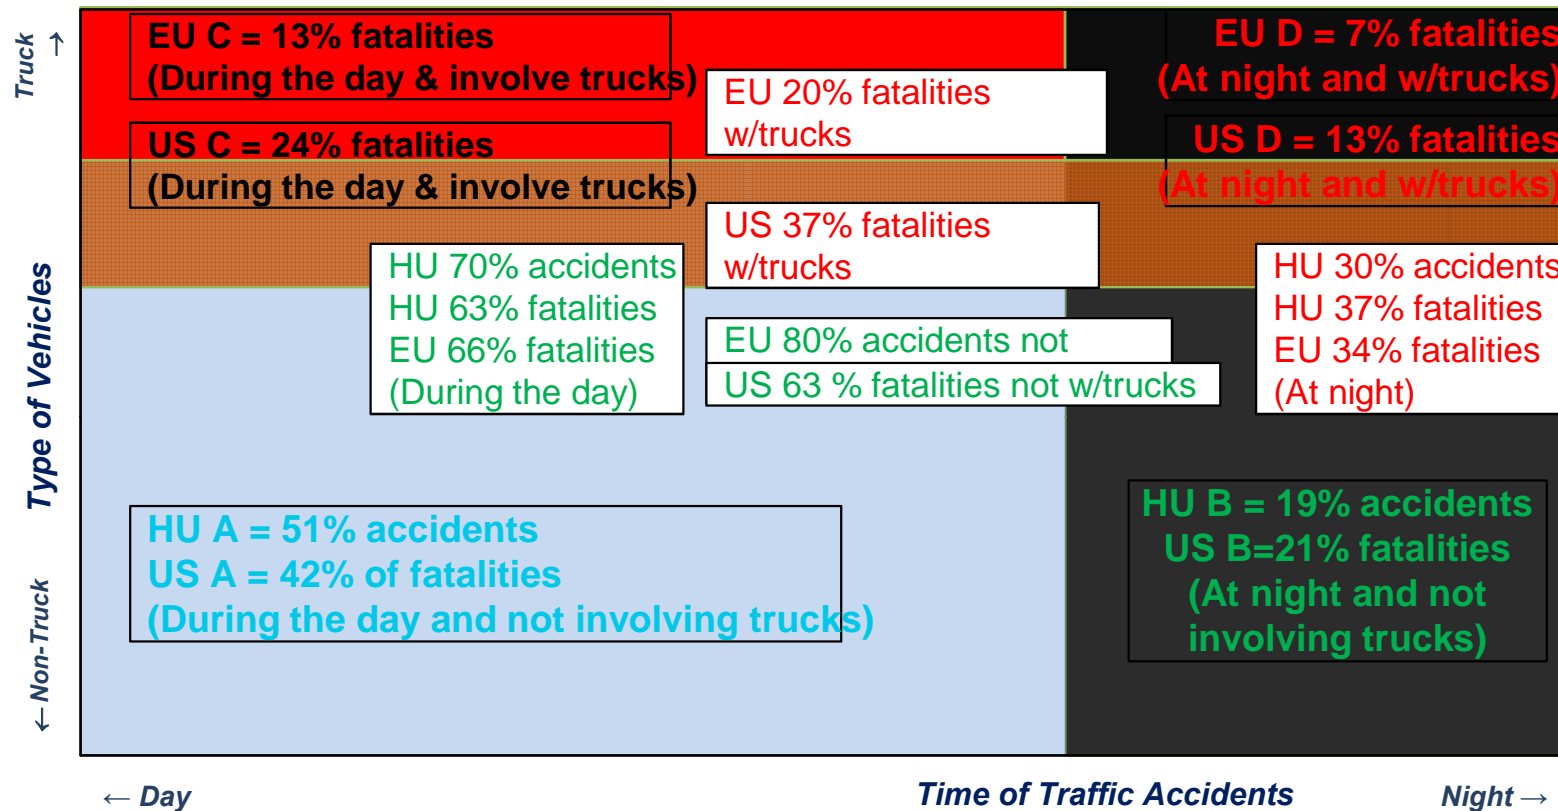 Truck →
EU C = 13% fatalities
(During the day & involve trucks)
US C = 24% fatalities
(During the day & involve trucks)
EU 20% fatalities
w/trucks
EU D = 7% fatalities
(At night and w/trucks)
US D = 13% fatalities
(At night and w/trucks)
US 37% fatalities
w/trucks
Type of Vehicles
HU 70% accidents
HU 63% fatalities
EU 66% fatalities
(During the day)
EU 80% accidents not
US 63 % fatalities not w/trucks
HU 30% accidents
HU 37% fatalities
EU 34% fatalities
(At night)
HU A = 51% accidents
US A = 42% of fatalities
(During the day and not involving trucks)
HU B = 19% accidents
US B=21% fatalities
(At night and not
involving trucks)
← Non-Truck
← Day
Time of Traffic Accidents
Night →